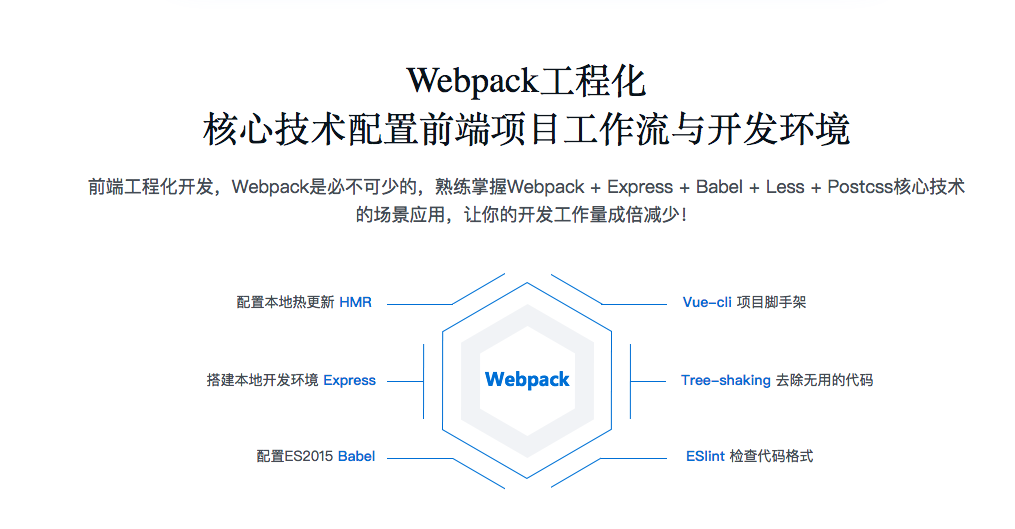 Webpack工程化
核心技术配置前端项目工作流与开发环境
前端工程化开发，Webpack是必不可少的，熟练掌握Webpack + Express + Babel + Less + Postcss核心技术
的场景应用，让你的开发工作量成倍减少！
配置本地热更新 HMR
Vue-cli 项目脚手架
搭建本地开发环境 Express
Webpack
Tree-shaking 去除无用的代码
配置ES2015 Babel
ESlint 检查代码格式